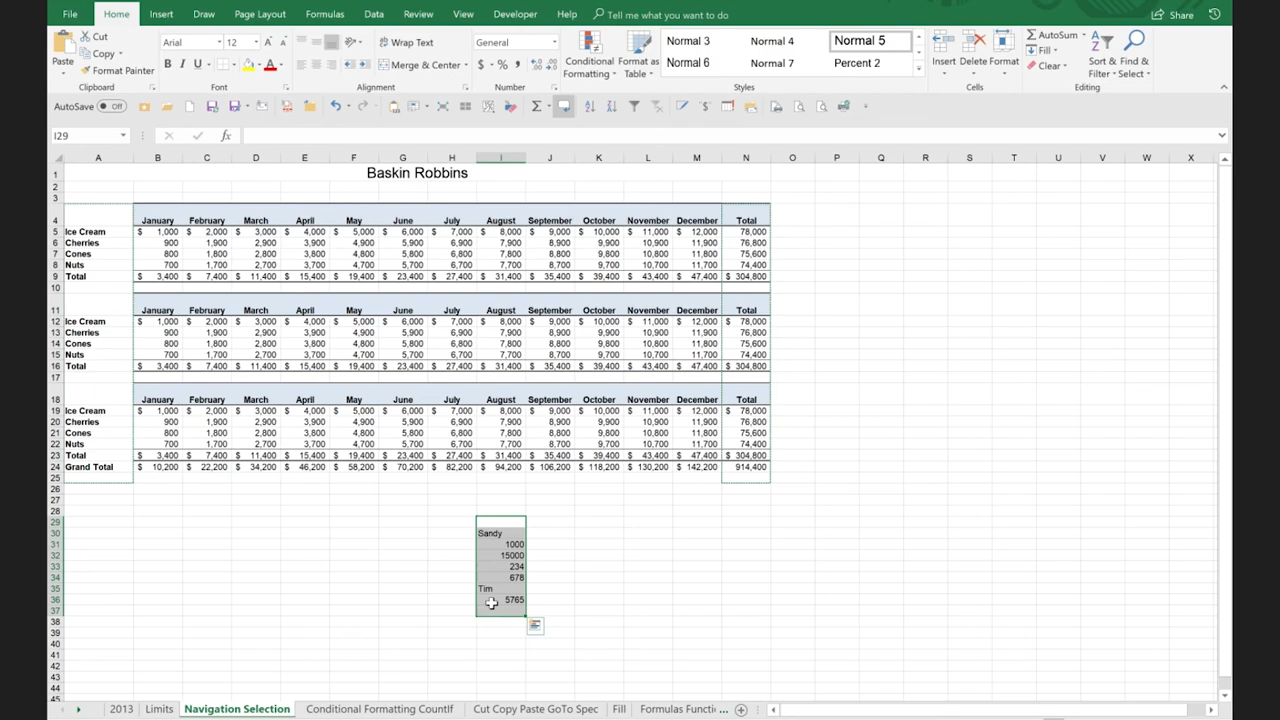 File Home Insert Draw Page Layout Formulas Data Review View Developer Help Tell me what you want to do Share
Cut
Copy
Format Painter
Paste
Arial 12
B I U
Wrap Text
Merge & Center
General
$ % ,
Conditional Formatting
Format as Table
Normal 3 Normal 4 Normal 5
Normal 6 Normal 7 Percent 2
Insert Delete Format
AutoSum
Fill
Clear
Sort & Filter
Find & Select
Clipboard Font Alignment Number Styles Cells Editing
AutoSave Off
I29 fx
A B C D E F G H I J K L M N O P Q R S T U V W X
1 Baskin Robbins
2
3
4 January February March April May June July August September October November December Total
5 Ice Cream $ 1,000 $ 2,000 $ 3,000 $ 4,000 $ 5,000 $ 6,000 $ 7,000 $ 8,000 $ 9,000 $ 10,000 $ 11,000 $ 12,000 78,000
6 Cherries 900 1,900 2,900 3,900 4,900 5,900 6,900 7,900 8,900 9,900 10,900 11,900 76,800
7 Cones 800 1,800 2,800 3,800 4,800 5,800 6,800 7,800 8,800 9,800 10,800 11,800 75,600
8 Nuts 700 1,700 2,700 3,700 4,700 5,700 6,700 7,700 8,700 9,700 10,700 11,700 74,400
9 Total $ 3,400 $ 7,400 $ 11,400 $ 15,400 $ 19,400 $ 23,400 $ 27,400 $ 31,400 $ 35,400 $ 39,400 $ 43,400 $ 47,400 $ 304,800
10
11 January February March April May June July August September October November December Total
12 Ice Cream $ 1,000 $ 2,000 $ 3,000 $ 4,000 $ 5,000 $ 6,000 $ 7,000 $ 8,000 $ 9,000 $ 10,000 $ 11,000 $ 12,000 $ 78,000
13 Cherries 900 1,900 2,900 3,900 4,900 5,900 6,900 7,900 8,900 9,900 10,900 11,900 76,800
14 Cones 800 1,800 2,800 3,800 4,800 5,800 6,800 7,800 8,800 9,800 10,800 11,800 75,600
15 Nuts 700 1,700 2,700 3,700 4,700 5,700 6,700 7,700 8,700 9,700 10,700 11,700 74,400
16 Total $ 3,400 $ 7,400 $ 11,400 $ 15,400 $ 19,400 $ 23,400 $ 27,400 $ 31,400 $ 35,400 $ 39,400 $ 43,400 $ 47,400 $ 304,800
17
18 January February March April May June July August September October November December Total
19 Ice Cream $ 1,000 $ 2,000 $ 3,000 $ 4,000 $ 5,000 $ 6,000 $ 7,000 $ 8,000 $ 9,000 $ 10,000 $ 11,000 $ 12,000 $ 78,000
20 Cherries 900 1,900 2,900 3,900 4,900 5,900 6,900 7,900 8,900 9,900 10,900 11,900 76,800
21 Cones 800 1,800 2,800 3,800 4,800 5,800 6,800 7,800 8,800 9,800 10,800 11,800 75,600
22 Nuts 700 1,700 2,700 3,700 4,700 5,700 6,700 7,700 8,700 9,700 10,700 11,700 74,400
23 Total $ 3,400 $ 7,400 $ 11,400 $ 15,400 $ 19,400 $ 23,400 $ 27,400 $ 31,400 $ 35,400 $ 39,400 $ 43,400 $ 47,400 $ 304,800
24 Grand Total $ 10,200 $ 22,200 $ 34,200 $ 46,200 $ 58,200 $ 70,200 $ 82,200 $ 94,200 $ 106,200 $ 118,200 $ 130,200 $ 142,200 914,400
25
26
27
28
29
30 Sandy
31 1000
32 15000
33 234
34 678
35 Tim
36 5765
37
38
39
40
41
42
43
44
45
2013 Limits Navigation Selection Conditional Formatting CountIf Cut Copy Paste GoTo Spec Fill Formulas Functi ...